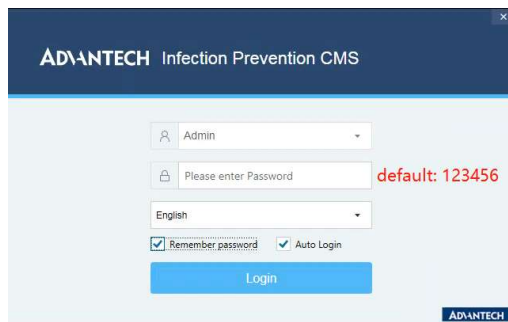 ×
ADVANTECH Infection Prevention CMS
Admin
Please enter Password default: 123456
English
Remember password Auto Login
Login
ADVANTECH